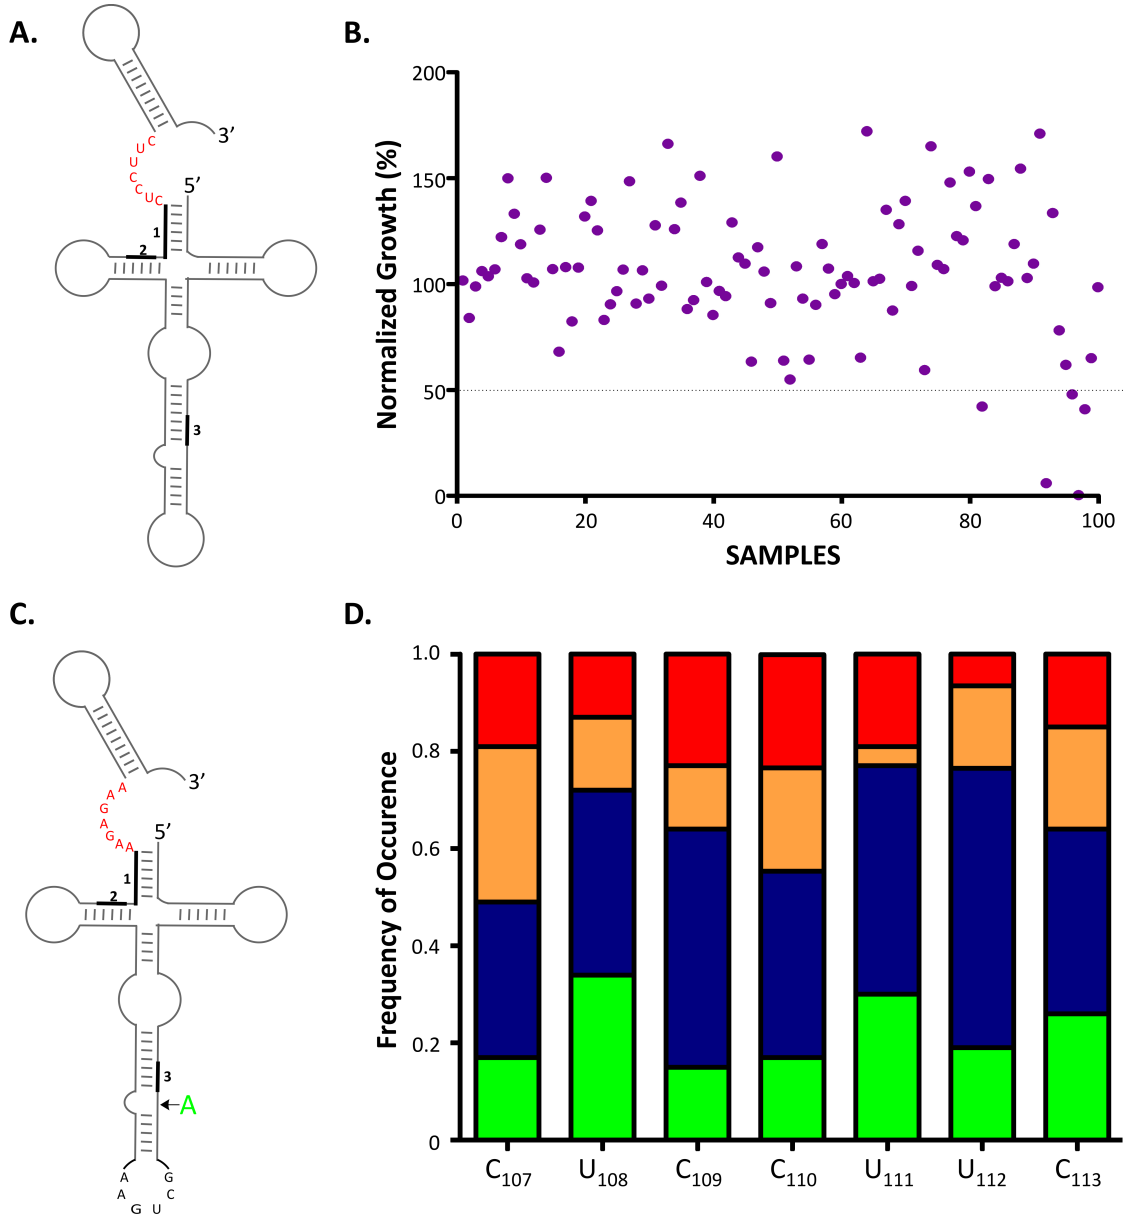 A.
3’
C
U
U
C
C
U
C
5’
1
2
3
B.
Normalized Growth (%)
200
150
100
50
0
0 20 40 60 80 100
SAMPLES
C.
3’
A
A
G
A
G
A
A
5’
1
2
3
A
A G
A C
G U
D.
Frequency of Occurence
1.0
0.8
0.6
0.4
0.2
0
C107 U108 C109 C110 U111 U112 C113